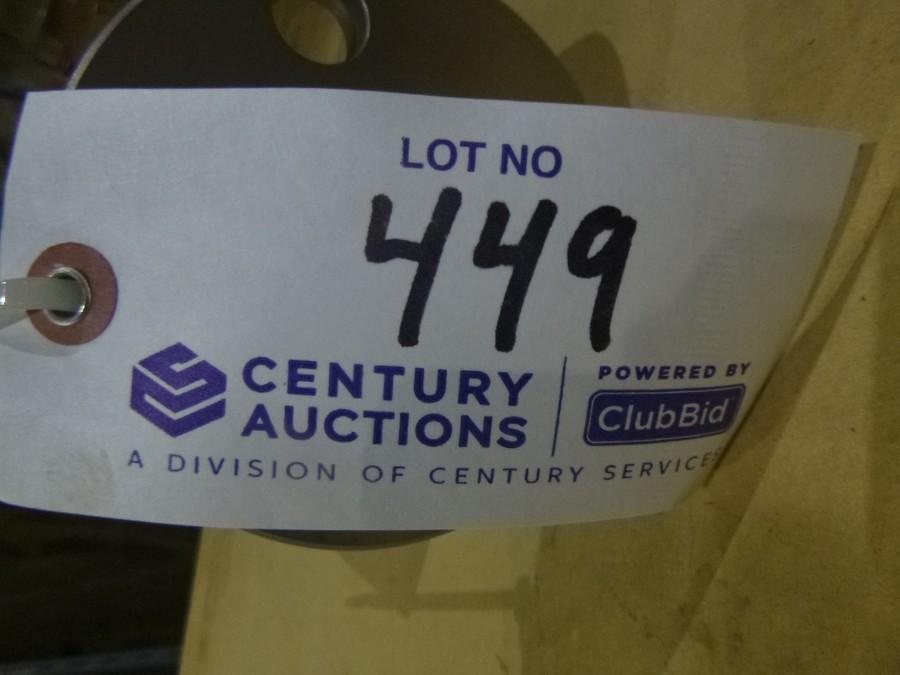 LOT NO
449
CENTURY
AUCTIONS
POWERED BY
ClubBid
A DIVISION OF CENTURY SERVICES